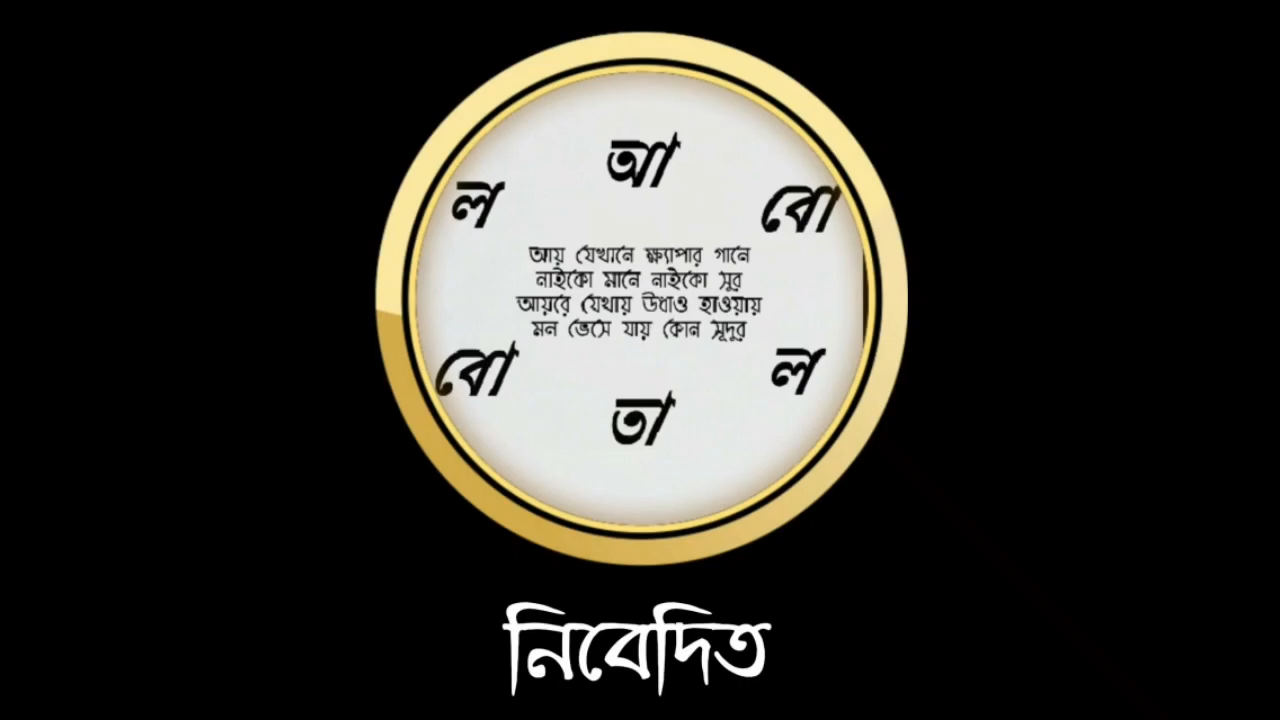 আ
বো
ল
তা
বো
ল
আয় যেখানে ক্ষ্যাপার গানে
নাইকো মানে নাইকো সুর
আয়রে যেথায় উধাও হাওয়ায়
মন ভেসে যায় কোন সূদুর
নিবেদিত